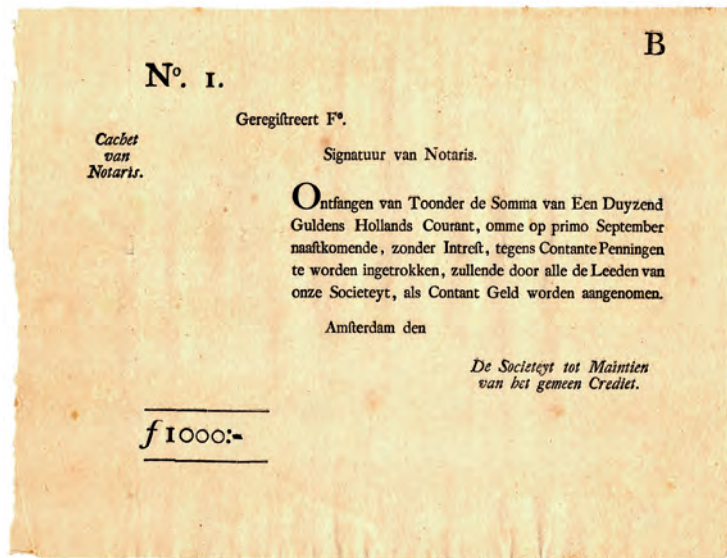 B
Nº. 1.
Geregiſtreert Fº.
Cachet
van
Notaris.
Signatuur van Notaris.
Ontfangen van Toonder de Somma van Een Duyzend
Guldens Hollands Courant, omme op primo September
naaſtkomende, zonder Intreſt, tegens Contante Penningen
te worden ingetrokken, zullende door alle de Leeden van
onze Societeyt, als Contant Geld worden aangenomen.
Amſterdam den
De Societeyt tot Maintien
van het gemeen Crediet.
ƒ1000:-